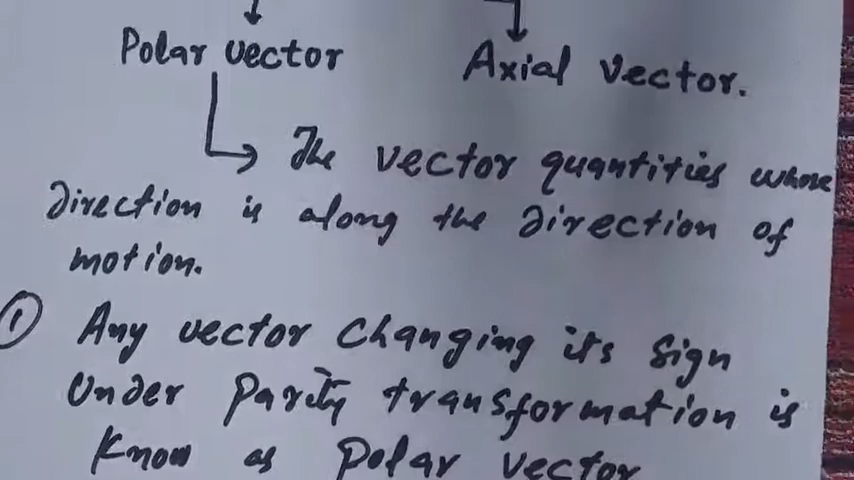 Polar vector
Axial vector.
The vector quantities whose
direction is along the direction of
motion.
① Any vector changing its sign
Under Parity transformation is
Know as Polar vector